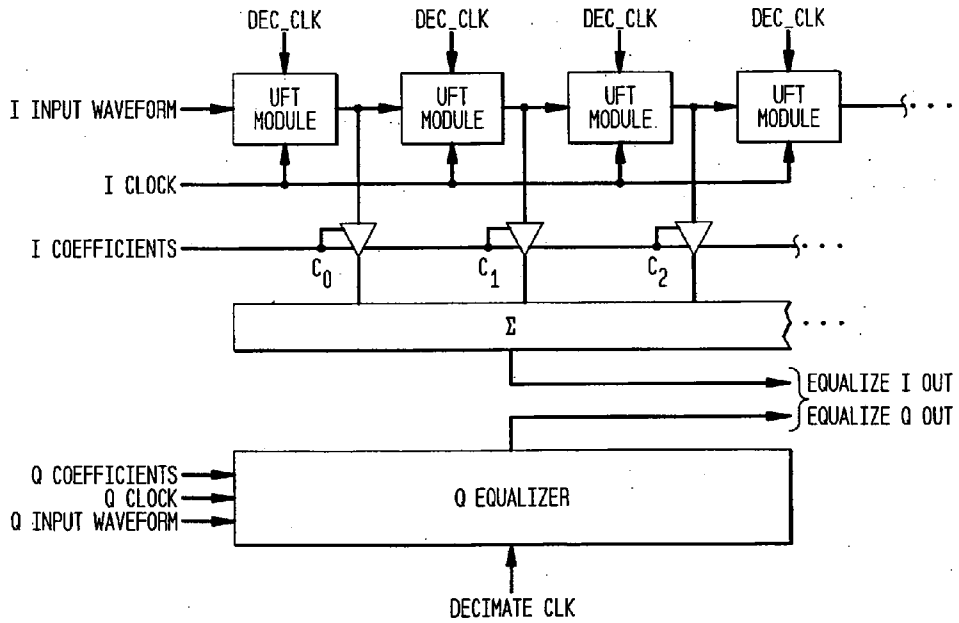 DEC_CLK DEC_CLK DEC_CLK DEC_CLK
I INPUT WAVEFORM
UFT MODULE
UFT MODULE
UFT MODULE
UFT MODULE
...
I CLOCK
I COEFFICIENTS
C0 C1 C2
...
Σ
...
EQUALIZE I OUT
EQUALIZE Q OUT
Q COEFFICIENTS
Q CLOCK
Q INPUT WAVEFORM
Q EQUALIZER
DECIMATE CLK